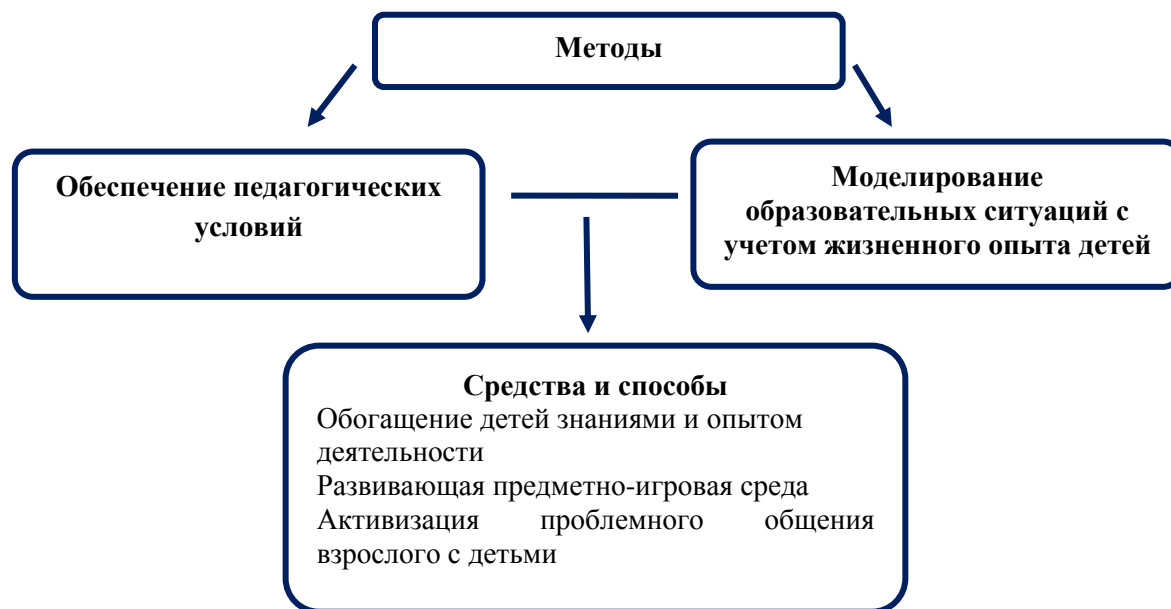 Методы
Обеспечение педагогических
условий
Моделирование
образовательных ситуаций с
учетом жизненного опыта детей
Средства и способы
Обогащение детей знаниями и опытом
деятельности
Развивающая предметно-игровая среда
Активизация проблемного общения
взрослого с детьми